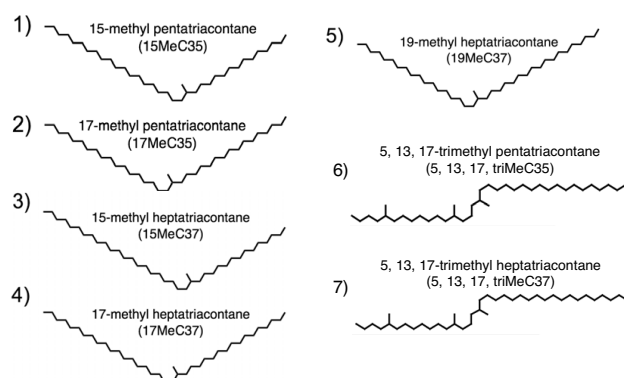 1)
15-methyl pentatriacontane
(15MeC35)
2)
17-methyl pentatriacontane
(17MeC35)
3)
15-methyl heptatriacontane
(15MeC37)
4)
17-methyl heptatriacontane
(17MeC37)
5)
19-methyl heptatriacontane
(19MeC37)
6)
5, 13, 17-trimethyl pentatriacontane
(5, 13, 17, triMeC35)
7)
5, 13, 17-trimethyl heptatriacontane
(5, 13, 17, triMeC37)